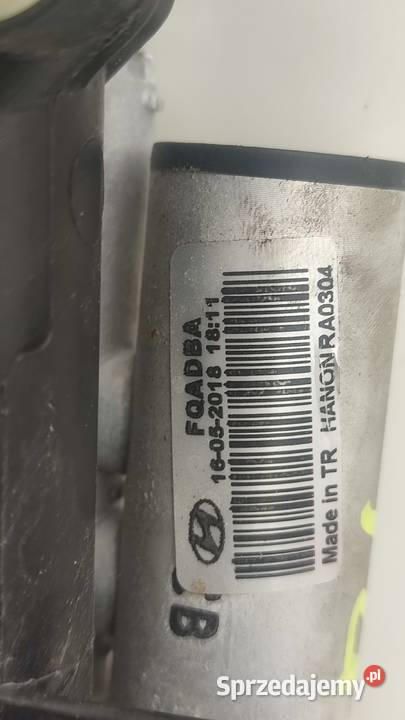 FQADBA
16-05-2018 18:11
Made in TR HANON RA0304
B
Sprzedajemy.pl